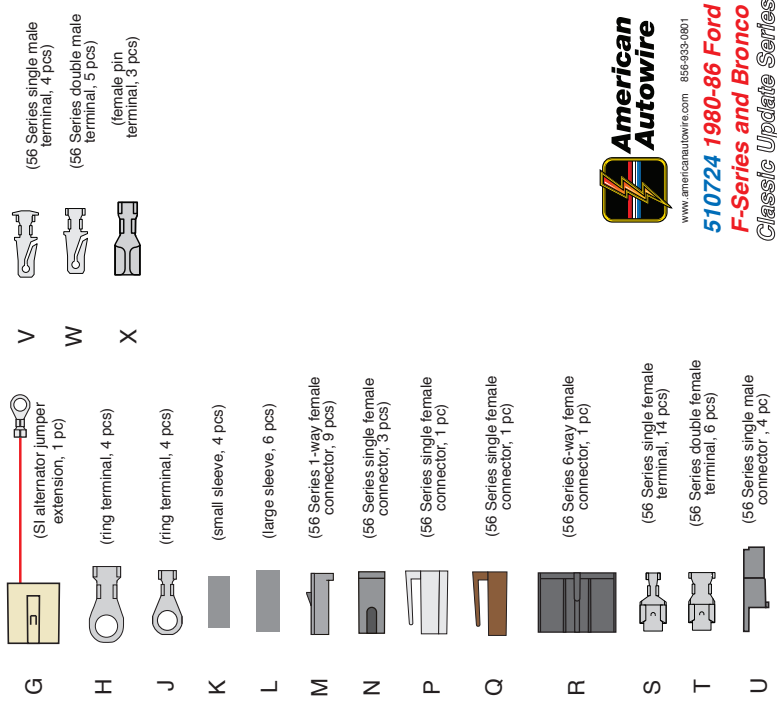 G
(SI alternator jumper
extension, 1 pc)
H
(ring terminal, 4 pcs)
J
(ring terminal, 4 pcs)
K
(small sleeve, 4 pcs)
L
(large sleeve, 6 pcs)
M
(56 Series 1-way female
connector, 9 pcs)
N
(56 Series single female
connector, 3 pcs)
P
(56 Series single female
connector, 1 pc)
Q
(56 Series single female
connector, 1 pc)
R
(56 Series 6-way female
connector, 1 pc)
S
(56 Series single female
terminal, 14 pcs)
T
(56 Series double female
terminal, 6 pcs)
U
(56 Series single male
connector , 4 pc)
V
(56 Series single male
terminal, 4 pcs)
W
(56 Series double male
terminal, 5 pcs)
X
(female pin
terminal, 3 pcs)
American
Autowire
www.americanautowire.com 856-933-0801
510724 1980-86 Ford
F-Series and Bronco
Classic Update Series